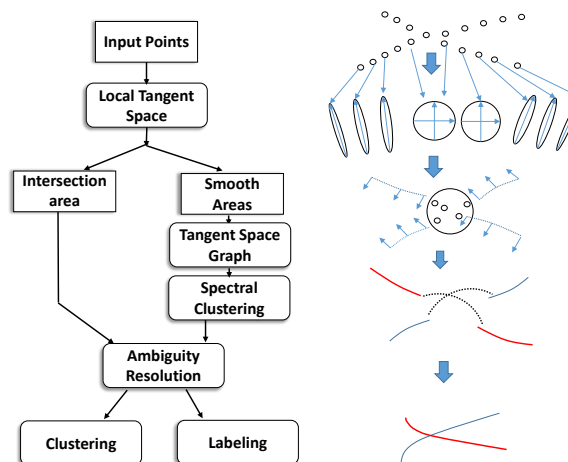 Input Points
Local Tangent
Space
Intersection
area
Smooth
Areas
Tangent Space
Graph
Spectral
Clustering
Ambiguity
Resolution
Clustering
Labeling